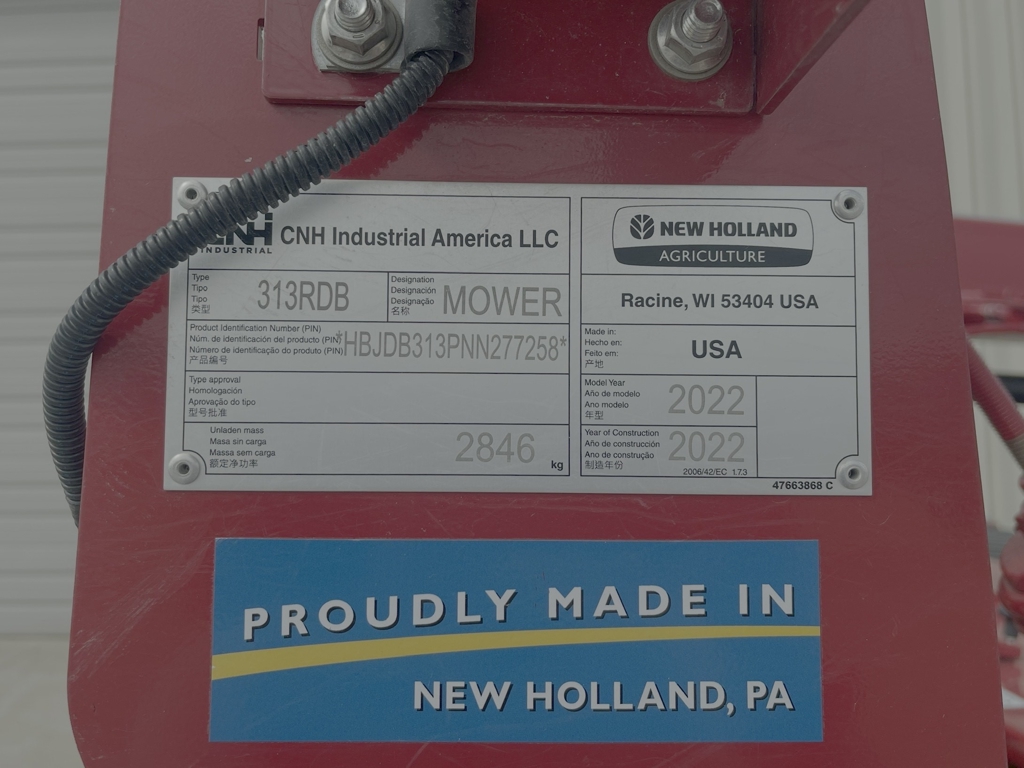 CNH
INDUSTRIAL
CNH Industrial America LLC
NEW HOLLAND
AGRICULTURE
Type
Tipo
Tipo
类型
313RDB
Designation
Designación
Designação
名称
MOWER
Racine, WI 53404 USA
Product Identification Number (PIN)
Núm. de identificación del producto (PIN)
Número de identificação do produto (PIN)
产品编号
*HBJDB313PNN277258*
Made in:
Hecho en:
Feito em:
产地
USA
Type approval
Homologación
Aprovação do tipo
型号批准
Model Year
Año de modelo
Ano modelo
年型
2022
Unladen mass
Masa sin carga
Massa sem carga
额定净功率
2846
kg
Year of Construction
Año de construcción
Ano de construção
制造年份
2022
2006/42/EC 1.7.3
47663868 C
PROUDLY MADE IN
NEW HOLLAND, PA